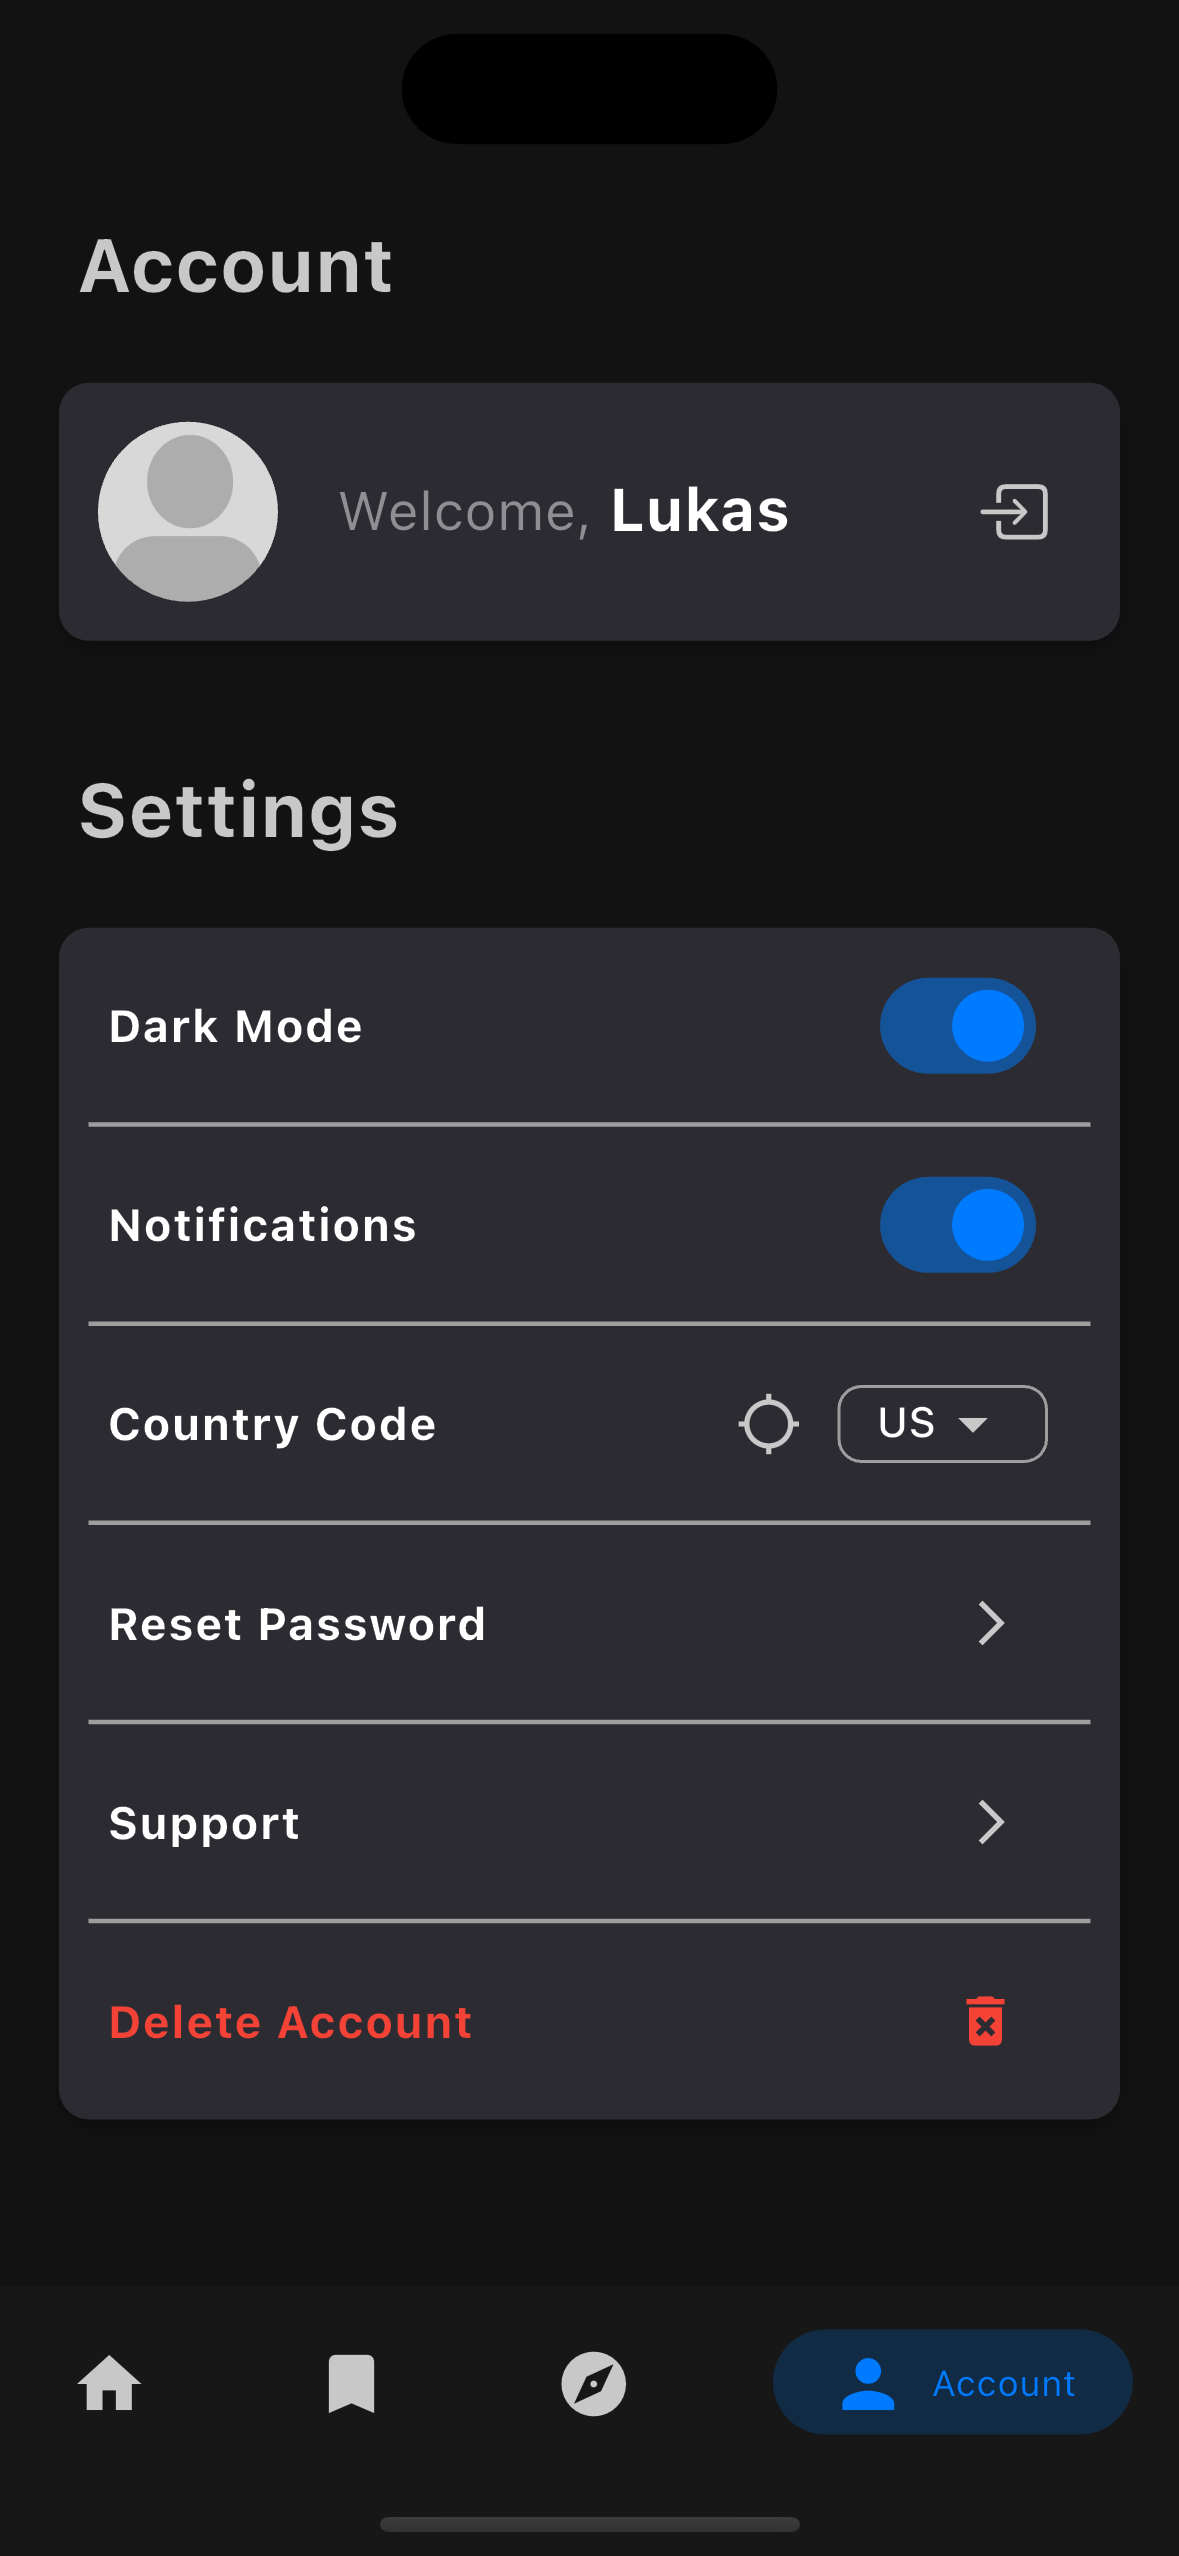 Account
Welcome, Lukas
Settings
Dark Mode
Notifications
Country Code US
Reset Password
Support
Delete Account
Account